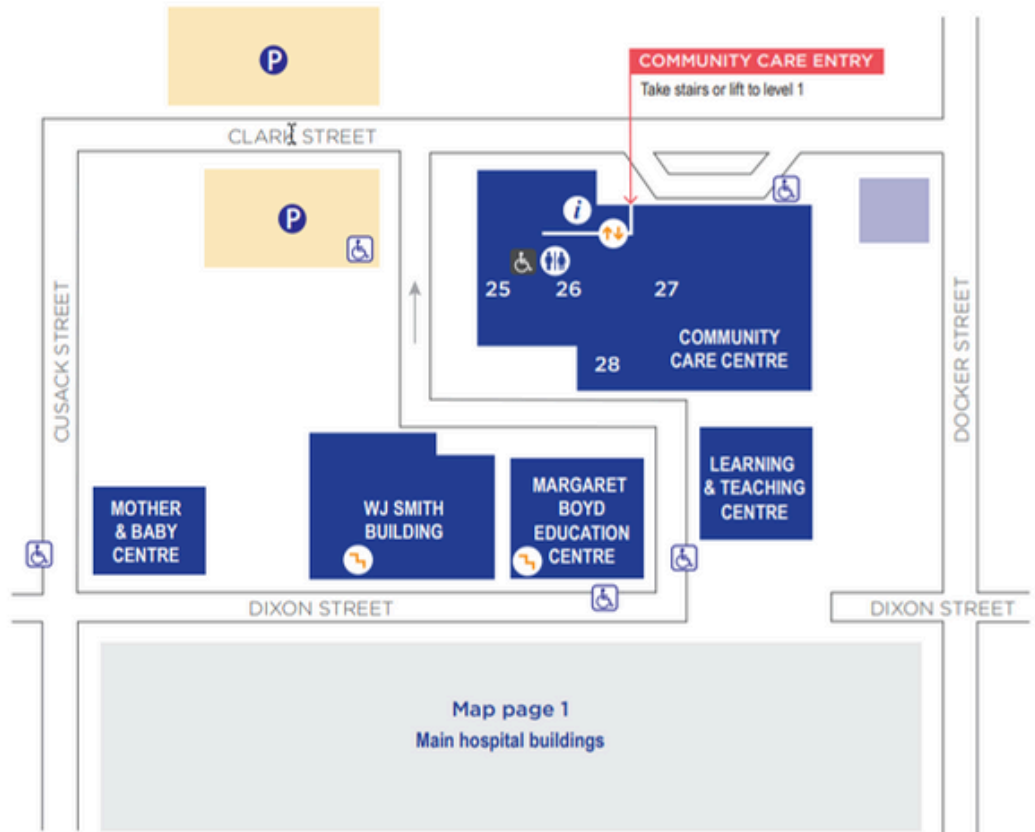 P
COMMUNITY CARE ENTRY
Take stairs or lift to level 1
CLARK STREET
P
i
25
26
27
COMMUNITY
CARE CENTRE
28
CUSACK STREET
DOCKER STREET
MOTHER
& BABY
CENTRE
WJ SMITH
BUILDING
MARGARET
BOYD
EDUCATION
CENTRE
LEARNING
& TEACHING
CENTRE
DIXON STREET
DIXON STREET
Map page 1
Main hospital buildings